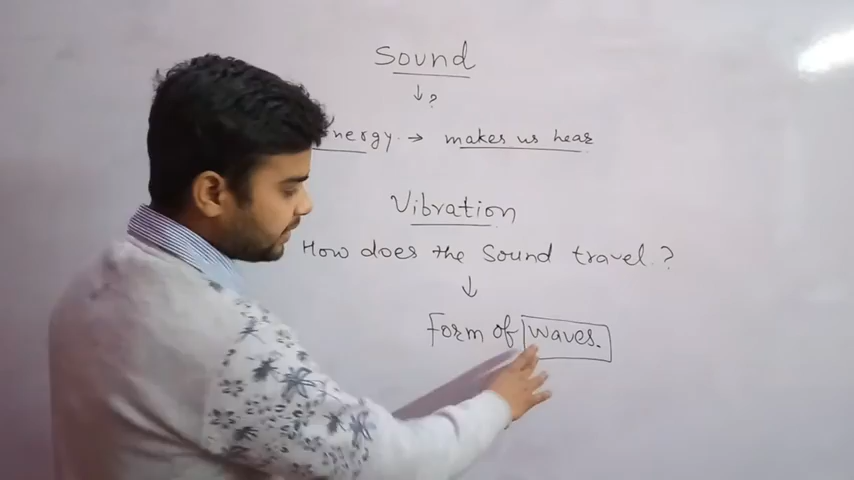 Sound
↓?
nergy. → makes us hear
Vibration
How does the Sound travel.?
↓
Form of waves.